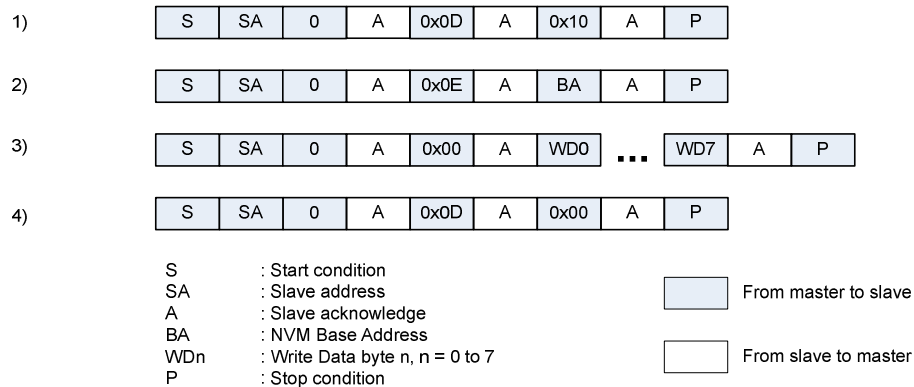 1) S SA 0 A 0x0D A 0x10 A P
2) S SA 0 A 0x0E A BA A P
3) S SA 0 A 0x00 A WD0 ... WD7 A P
4) S SA 0 A 0x0D A 0x00 A P
S : Start condition
SA : Slave address
A : Slave acknowledge
BA : NVM Base Address
WDn : Write Data byte n, n = 0 to 7
P : Stop condition
From master to slave
From slave to master